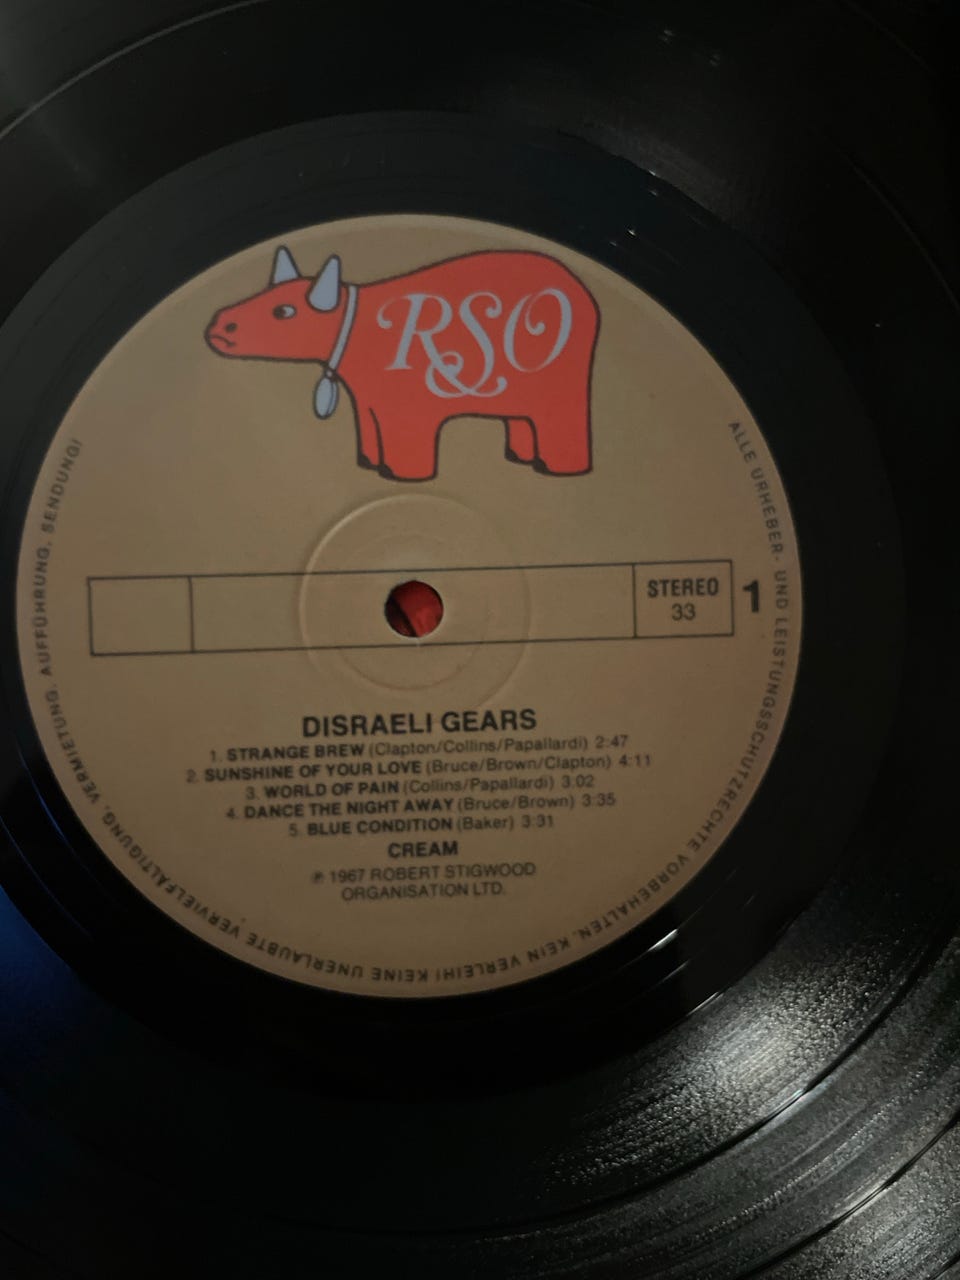 RSO
STEREO
33
1
DISRAELI GEARS
1. STRANGE BREW (Clapton/Collins/Papallardi) 2:47
2. SUNSHINE OF YOUR LOVE (Bruce/Brown/Clapton) 4:11
3. WORLD OF PAIN (Collins/Papallardi) 3:02
4. DANCE THE NIGHT AWAY (Bruce/Brown) 3:35
5. BLUE CONDITION (Baker) 3:31
CREAM
℗ 1967 ROBERT STIGWOOD
ORGANISATION LTD.
ALLE URHEBER- UND LEISTUNGSSCHUTZRECHTE VORBEHALTEN. KEIN VERLEIH! KEINE UNERLAUBTE VERVIELFÄLTIGUNG, VERMIETUNG, AUFFÜHRUNG, SENDUNG!